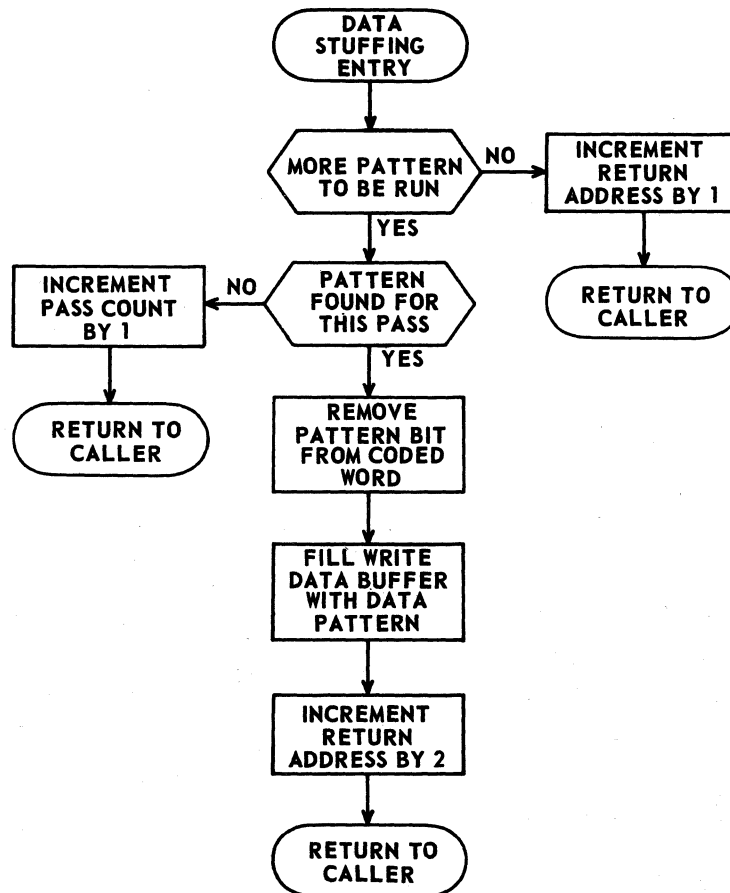 DATA
STUFFING
ENTRY
MORE PATTERN
TO BE RUN
NO
INCREMENT
RETURN
ADDRESS BY 1
YES
RETURN TO
CALLER
PATTERN
FOUND FOR
THIS PASS
NO
INCREMENT
PASS COUNT
BY 1
YES
RETURN TO
CALLER
REMOVE
PATTERN BIT
FROM CODED
WORD
FILL WRITE
DATA BUFFER
WITH DATA
PATTERN
INCREMENT
RETURN
ADDRESS BY 2
RETURN TO
CALLER